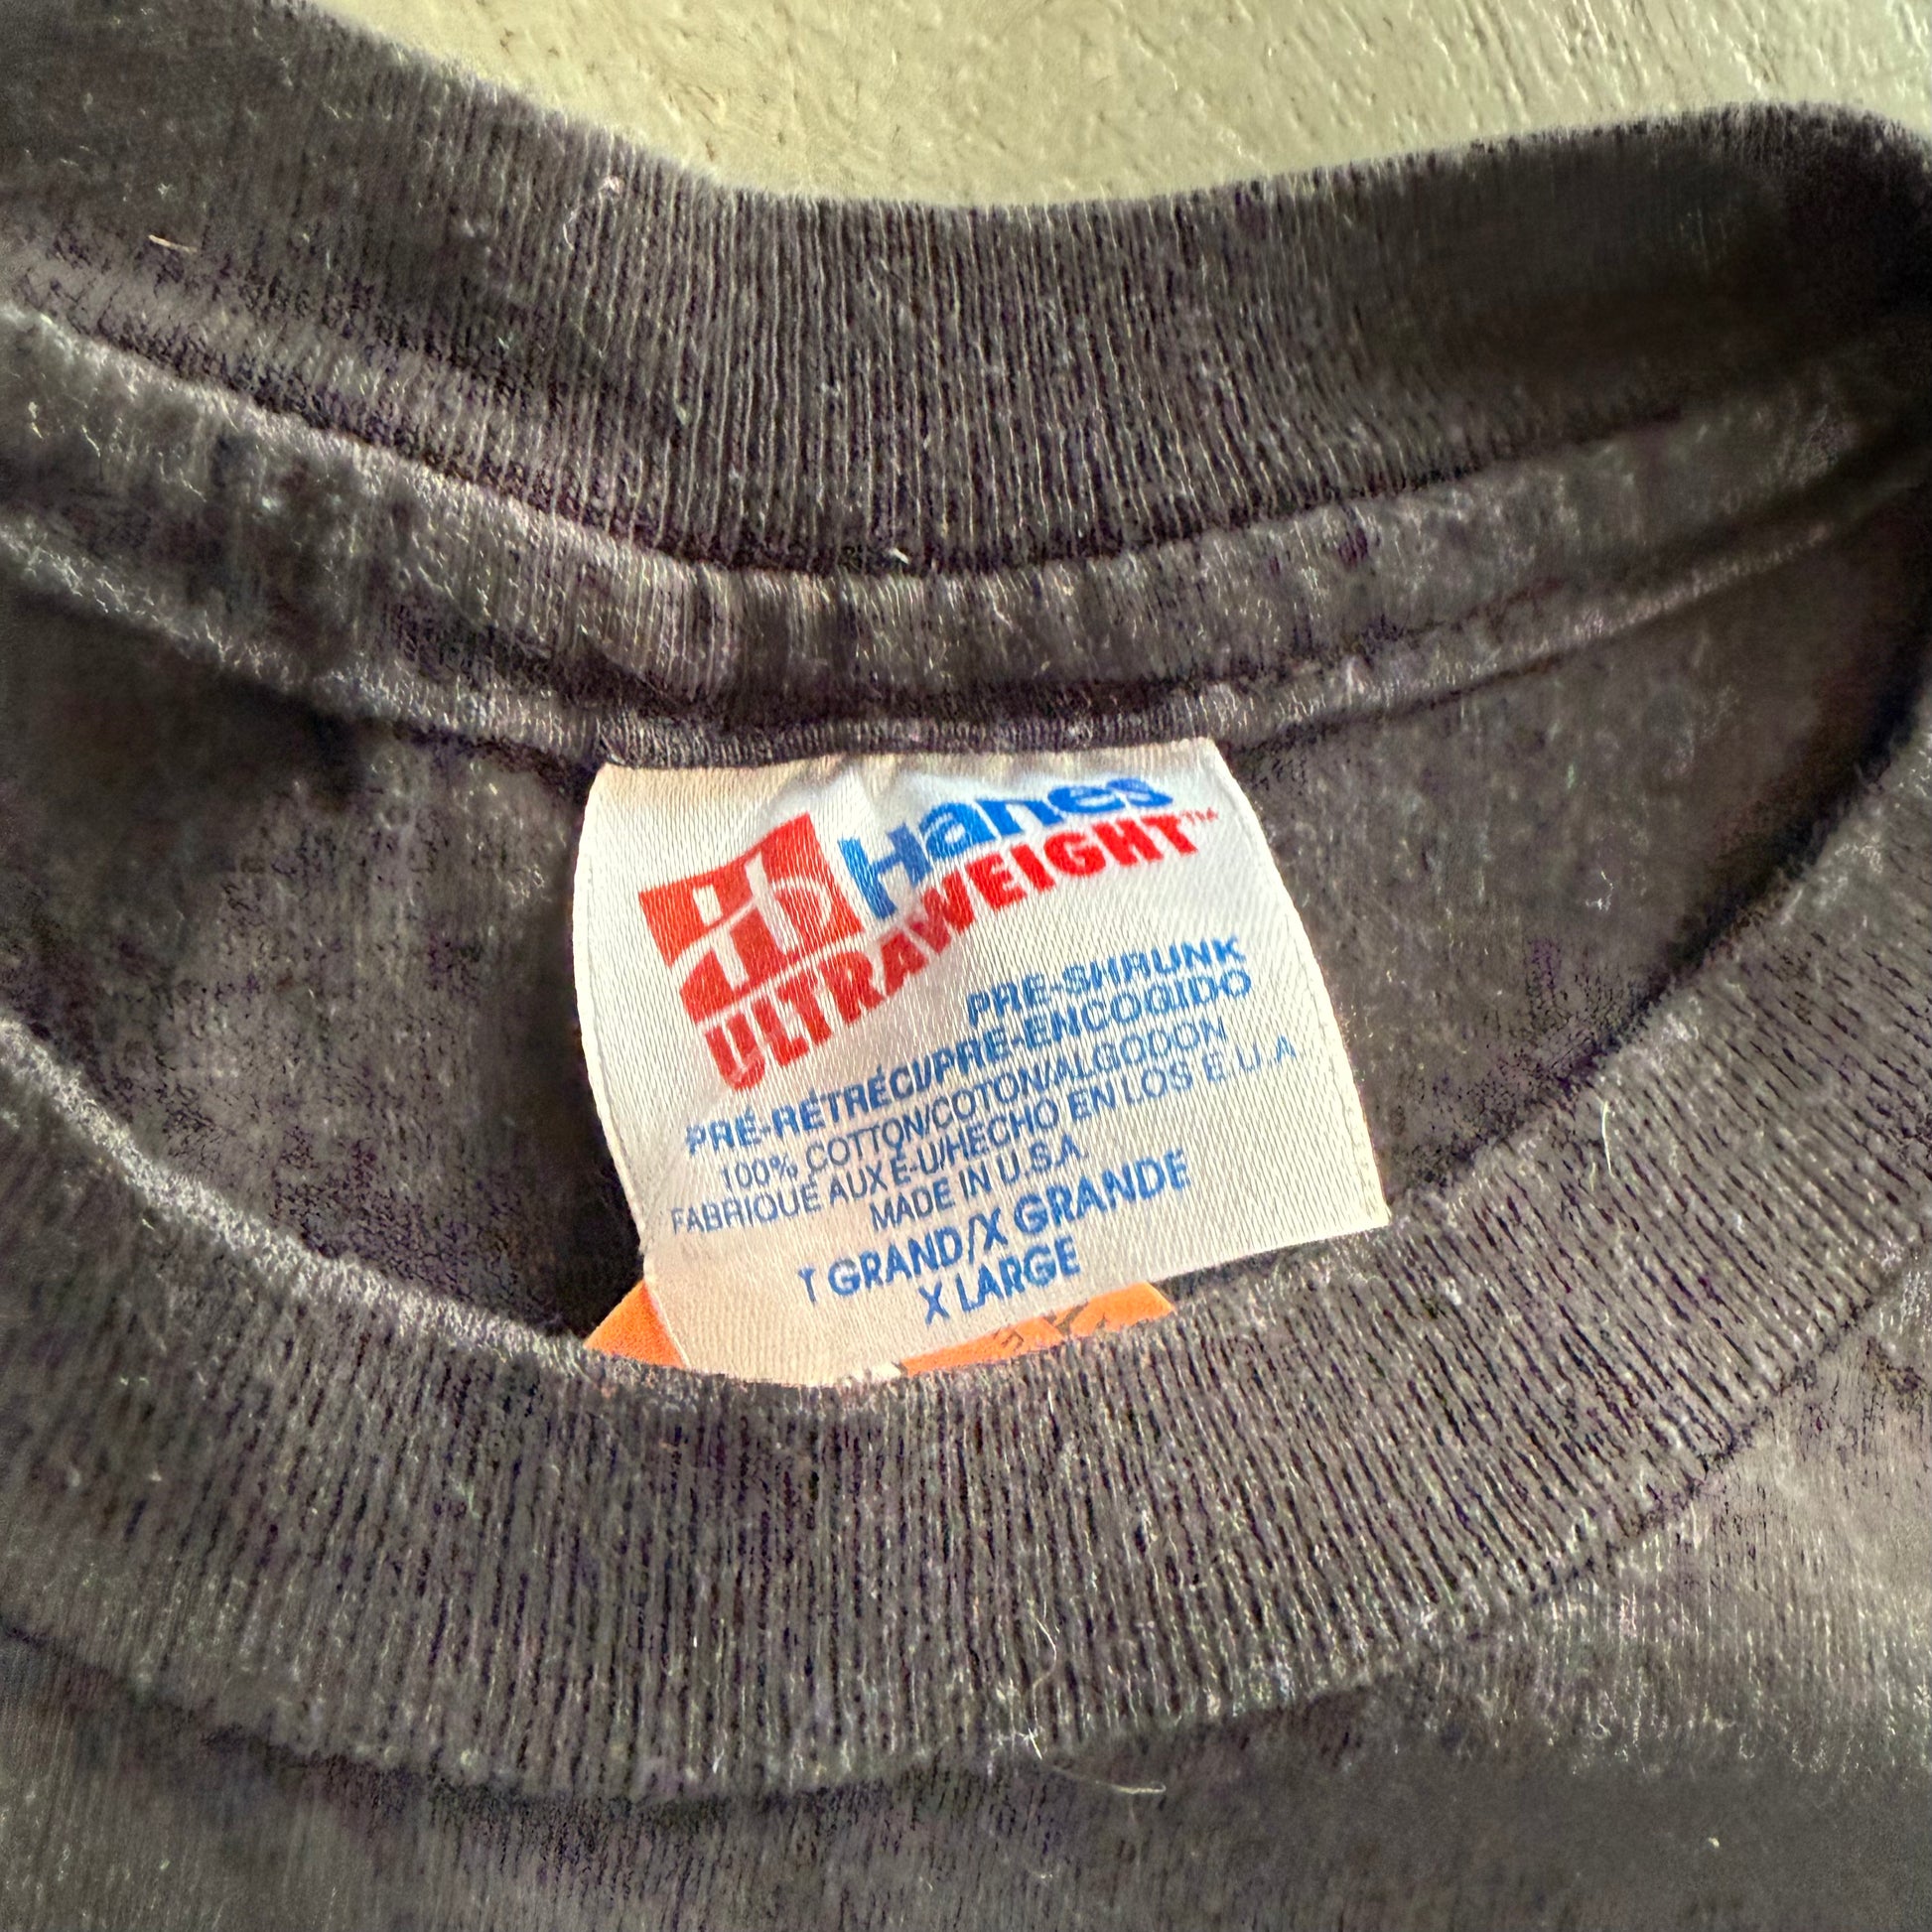 Hanes
ULTRAWEIGHT™
PRE-SHRUNK
PRÉ-RÉTRÉCI/PRE-ENCOGIDO
100% COTTON/COTON/ALGODON
FABRIQUÉ AUX É-U/HECHO EN LOS E.U.A.
MADE IN U.S.A.
T GRAND/X GRANDE
X LARGE